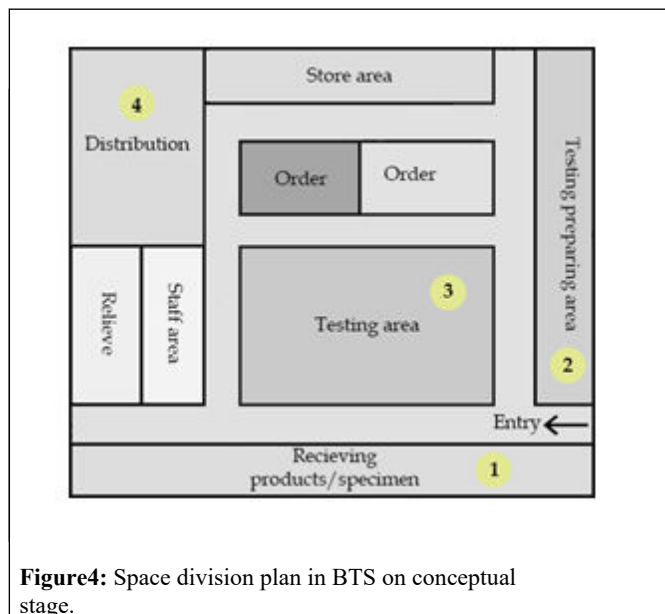 Store area
4
Distribution
Order
Order
Testing preparing area
2
Relieve
Staff area
3
Testing area
Entry
Recieving
products/specimen
1
Figure4: Space division plan in BTS on conceptual
stage.